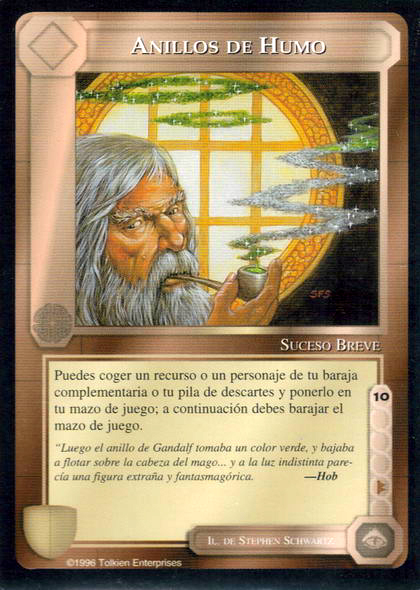 ANILLOS DE HUMO
SFS
SUCESO BREVE
Puedes coger un recurso o un personaje de tu baraja
complementaria o tu pila de descartes y ponerlo en
tu mazo de juego; a continuación debes barajar el
mazo de juego.
10
“Luego el anillo de Gandalf tomaba un color verde, y bajaba
a flotar sobre la cabeza del mago... y a la luz indistinta pare-
cía una figura extraña y fantasmagórica. —Hob
IL. DE STEPHEN SCHWARTZ
©1996 Tolkien Enterprises